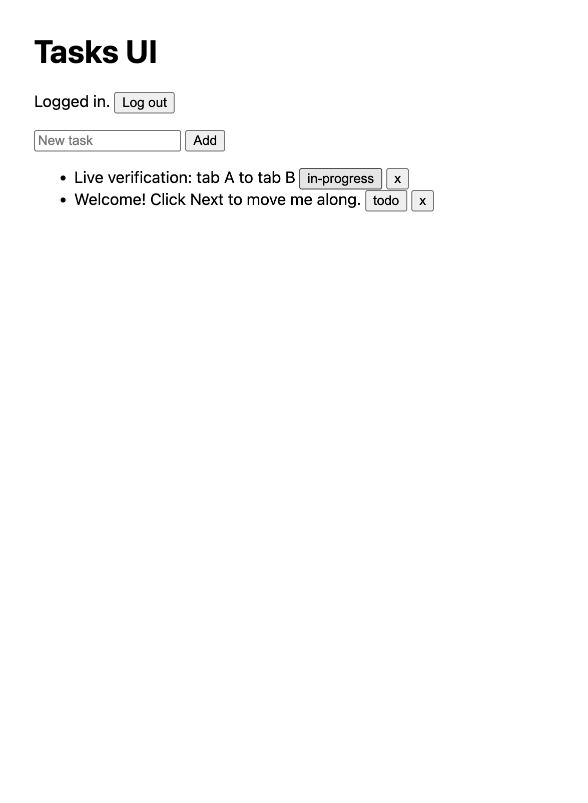 Tasks UI
Logged in. Log out
New task Add
Live verification: tab A to tab B in-progress x
Welcome! Click Next to move me along. todo x